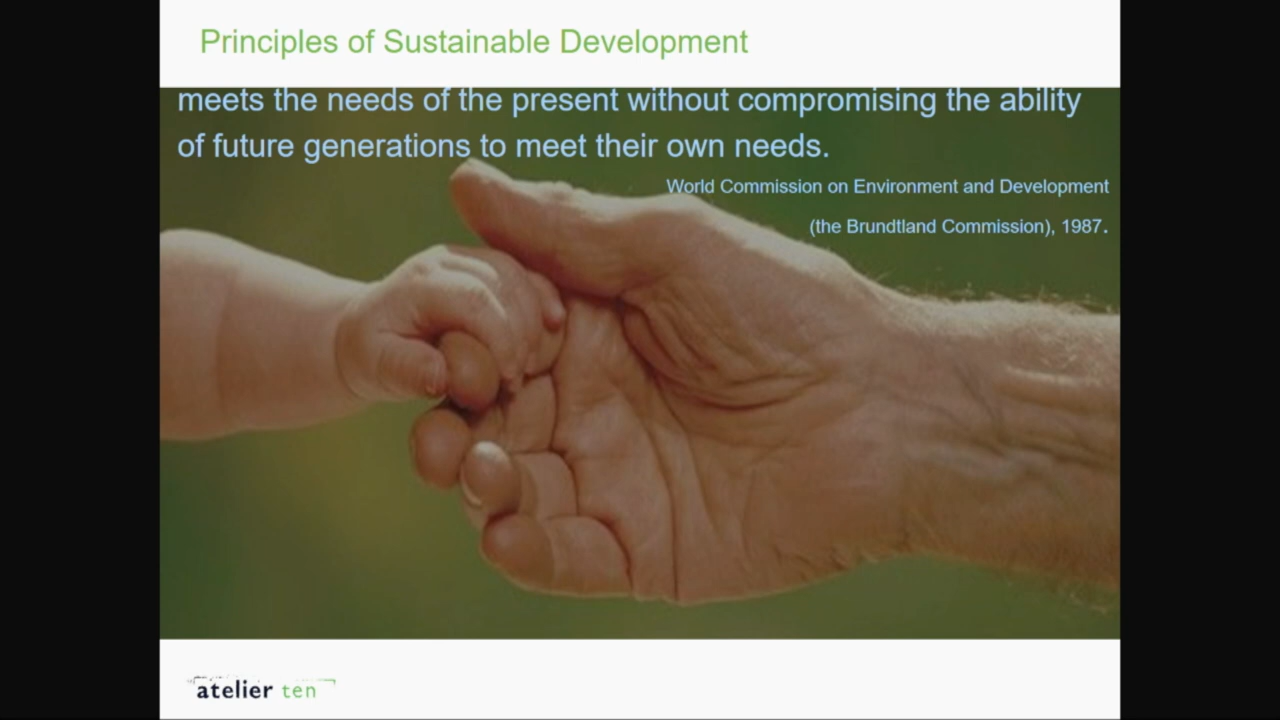 Principles of Sustainable Development
meets the needs of the present without compromising the ability
of future generations to meet their own needs.
World Commission on Environment and Development
(the Brundtland Commission), 1987.
atelier ten